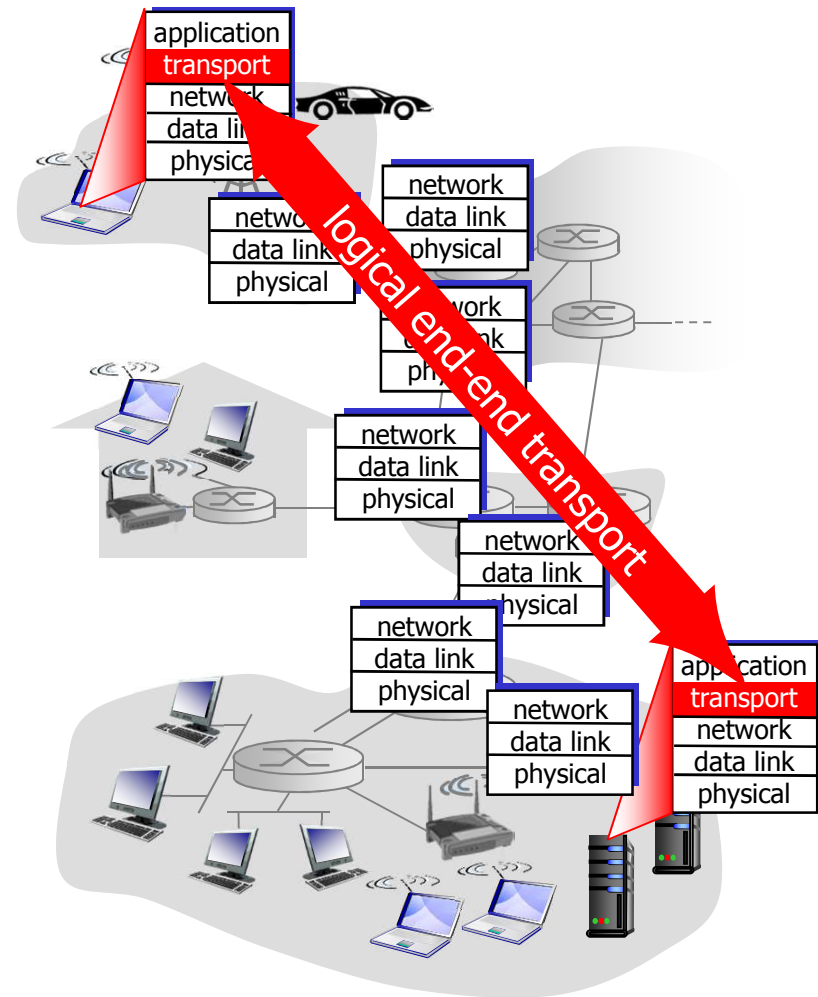 application
transport
network
data link
physical
network
data link
physical
network
data link
physical
logical end-end transport
network
data link
physical
network
data link
physical
network
data link
physical
network
data link
physical
application
transport
network
data link
physical